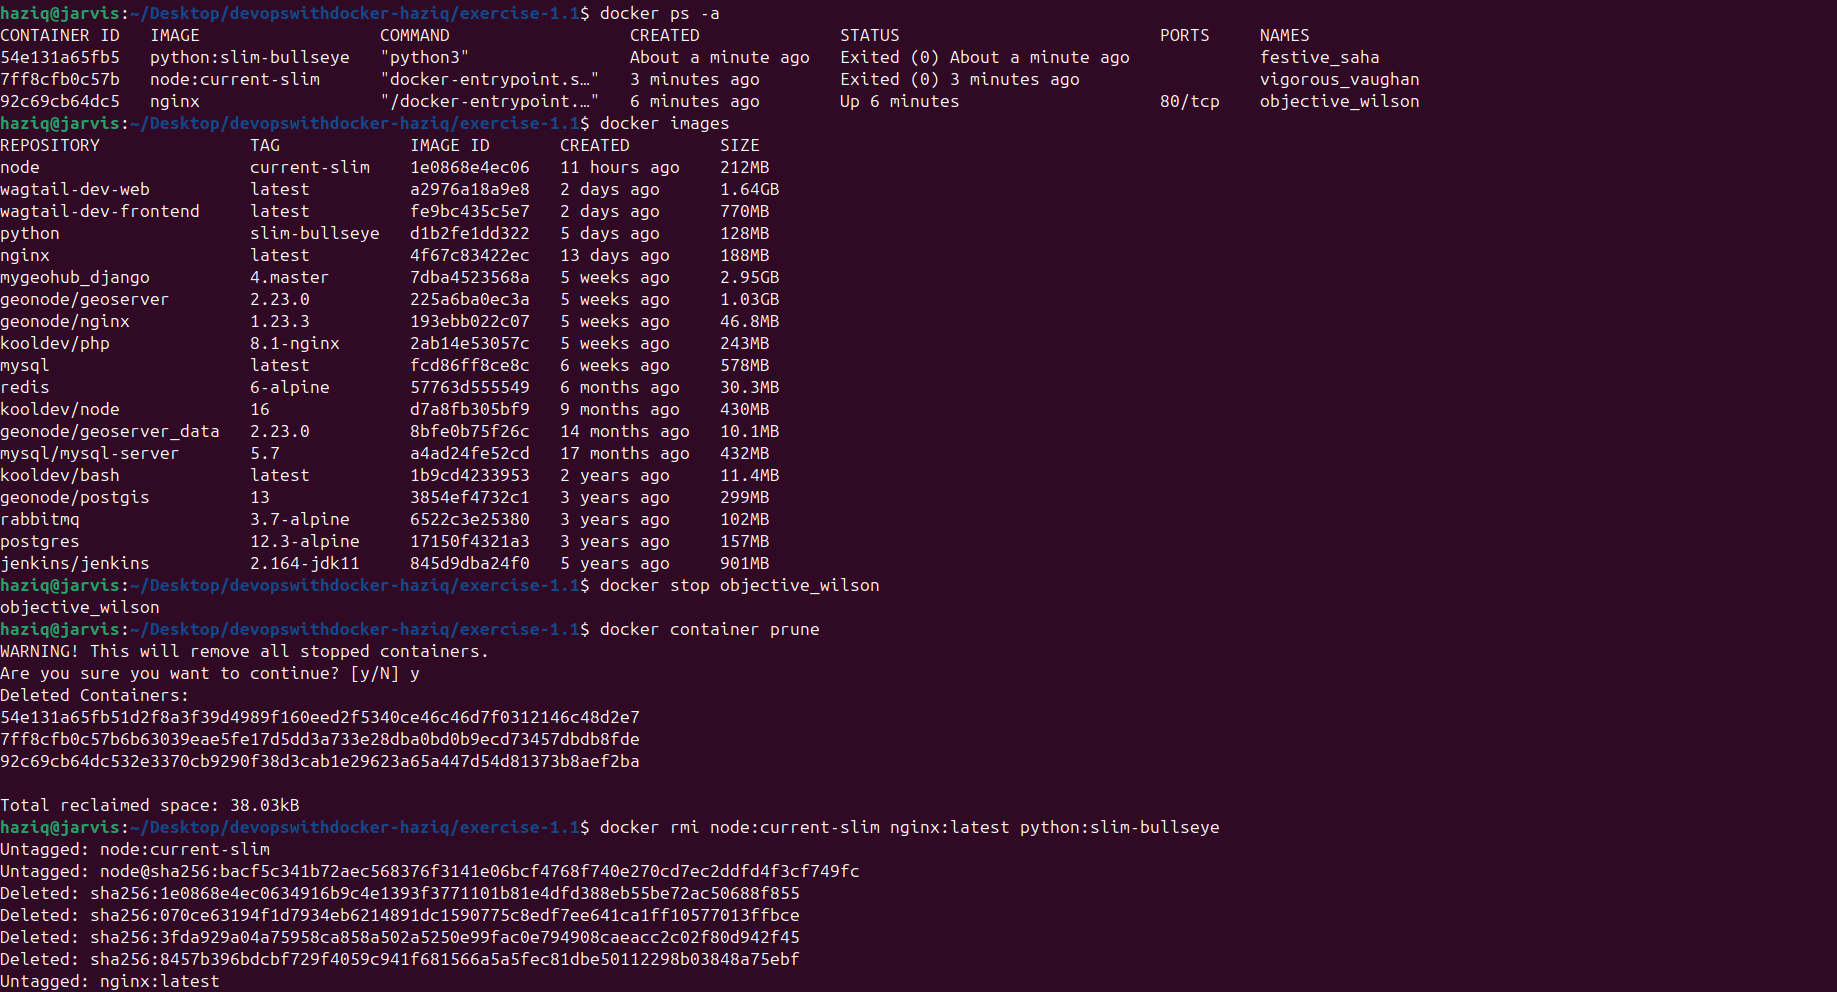 haziq@jarvis:~/Desktop/devopswithdocker-haziq/exercise-1.1$ docker ps -a
CONTAINER ID   IMAGE                  COMMAND                  CREATED              STATUS                          PORTS     NAMES
54e131a65fb5   python:slim-bullseye   "python3"                About a minute ago   Exited (0) About a minute ago             festive_saha
7ff8cfb0c57b   node:current-slim      "docker-entrypoint.s…"   3 minutes ago        Exited (0) 3 minutes ago                  vigorous_vaughan
92c69cb64dc5   nginx                  "/docker-entrypoint.…"   6 minutes ago        Up 6 minutes                    80/tcp    objective_wilson
haziq@jarvis:~/Desktop/devopswithdocker-haziq/exercise-1.1$ docker images
REPOSITORY               TAG             IMAGE ID       CREATED         SIZE
node                     current-slim    1e0868e4ec06   11 hours ago    212MB
wagtail-dev-web          latest          a2976a18a9e8   2 days ago      1.64GB
wagtail-dev-frontend     latest          fe9bc435c5e7   2 days ago      770MB
python                   slim-bullseye   d1b2fe1dd322   5 days ago      128MB
nginx                    latest          4f67c83422ec   13 days ago     188MB
mygeohub_django          4.master        7dba4523568a   5 weeks ago     2.95GB
geonode/geoserver        2.23.0          225a6ba0ec3a   5 weeks ago     1.03GB
geonode/nginx            1.23.3          193ebb022c07   5 weeks ago     46.8MB
kooldev/php              8.1-nginx       2ab14e53057c   5 weeks ago     243MB
mysql                    latest          fcd86ff8ce8c   6 weeks ago     578MB
redis                    6-alpine        57763d555549   6 months ago    30.3MB
kooldev/node             16              d7a8fb305bf9   9 months ago    430MB
geonode/geoserver_data   2.23.0          8bfe0b75f26c   14 months ago   10.1MB
mysql/mysql-server       5.7             a4ad24fe52cd   17 months ago   432MB
kooldev/bash             latest          1b9cd4233953   2 years ago     11.4MB
geonode/postgis          13              3854ef4732c1   3 years ago     299MB
rabbitmq                 3.7-alpine      6522c3e25380   3 years ago     102MB
postgres                 12.3-alpine     17150f4321a3   3 years ago     157MB
jenkins/jenkins          2.164-jdk11     845d9dba24f0   5 years ago     901MB
haziq@jarvis:~/Desktop/devopswithdocker-haziq/exercise-1.1$ docker stop objective_wilson
objective_wilson
haziq@jarvis:~/Desktop/devopswithdocker-haziq/exercise-1.1$ docker container prune
WARNING! This will remove all stopped containers.
Are you sure you want to continue? [y/N] y
Deleted Containers:
54e131a65fb51d2f8a3f39d4989f160eed2f5340ce46c46d7f0312146c48d2e7
7ff8cfb0c57b6b63039eae5fe17d5dd3a733e28dba0bd0b9ecd73457dbdb8fde
92c69cb64dc532e3370cb9290f38d3cab1e29623a65a447d54d81373b8aef2ba

Total reclaimed space: 38.03kB
haziq@jarvis:~/Desktop/devopswithdocker-haziq/exercise-1.1$ docker rmi node:current-slim nginx:latest python:slim-bullseye
Untagged: node:current-slim
Untagged: node@sha256:bacf5c341b72aec568376f3141e06bcf4768f740e270cd7ec2ddfd4f3cf749fc
Deleted: sha256:1e0868e4ec0634916b9c4e1393f3771101b81e4dfd388eb55be72ac50688f855
Deleted: sha256:070ce63194f1d7934eb6214891dc1590775c8edf7ee641ca1ff10577013ffbce
Deleted: sha256:3fda929a04a75958ca858a502a5250e99fac0e794908caeacc2c02f80d942f45
Deleted: sha256:8457b396bdcbf729f4059c941f681566a5a5fec81dbe50112298b03848a75ebf
Untagged: nginx:latest